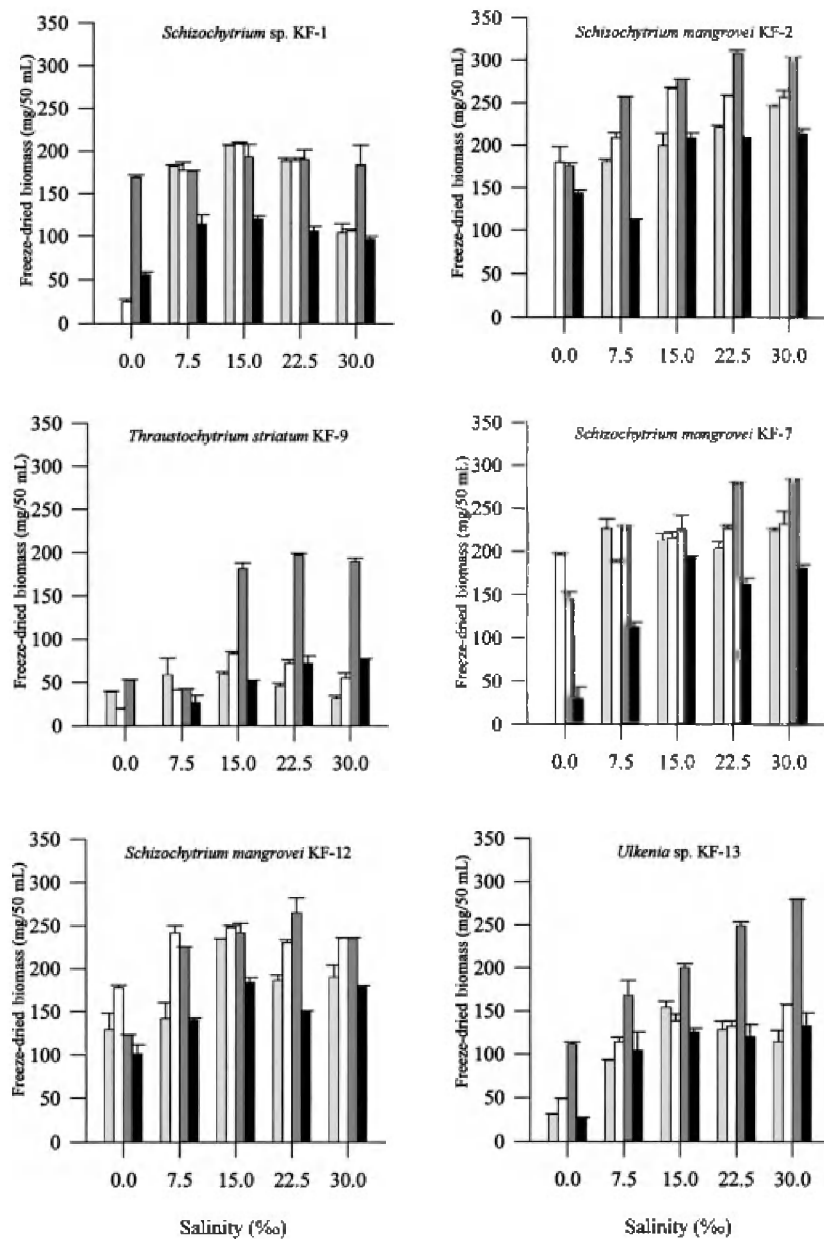 Schizochytrium sp. KF-1
Freeze-dried biomass (mg/50 mL)
350
300
250
200
150
100
50
0
0.0 7.5 15.0 22.5 30.0
Schizochytrium mangrovei KF-2
Freeze-dried biomass (mg/50 mL)
350
300
250
200
150
100
50
0
0.0 7.5 15.0 22.5 30.0
Thraustochytrium striatum KF-9
Freeze-dried biomass (mg/50 mL)
350
300
250
200
150
100
50
0
0.0 7.5 15.0 22.5 30.0
Schizochytrium mangrovei KF-7
Freeze-dried biomass (mg/50 mL)
350
300
250
200
150
100
50
0
0.0 7.5 15.0 22.5 30.0
Schizochytrium mangrovei KF-12
Freeze-dried biomass (mg/50 mL)
350
300
250
200
150
100
50
0
0.0 7.5 15.0 22.5 30.0
Salinity (‰)
Ulkenia sp. KF-13
Freeze-dried biomass (mg/50 mL)
350
300
250
200
150
100
50
0
0.0 7.5 15.0 22.5 30.0
Salinity (‰)